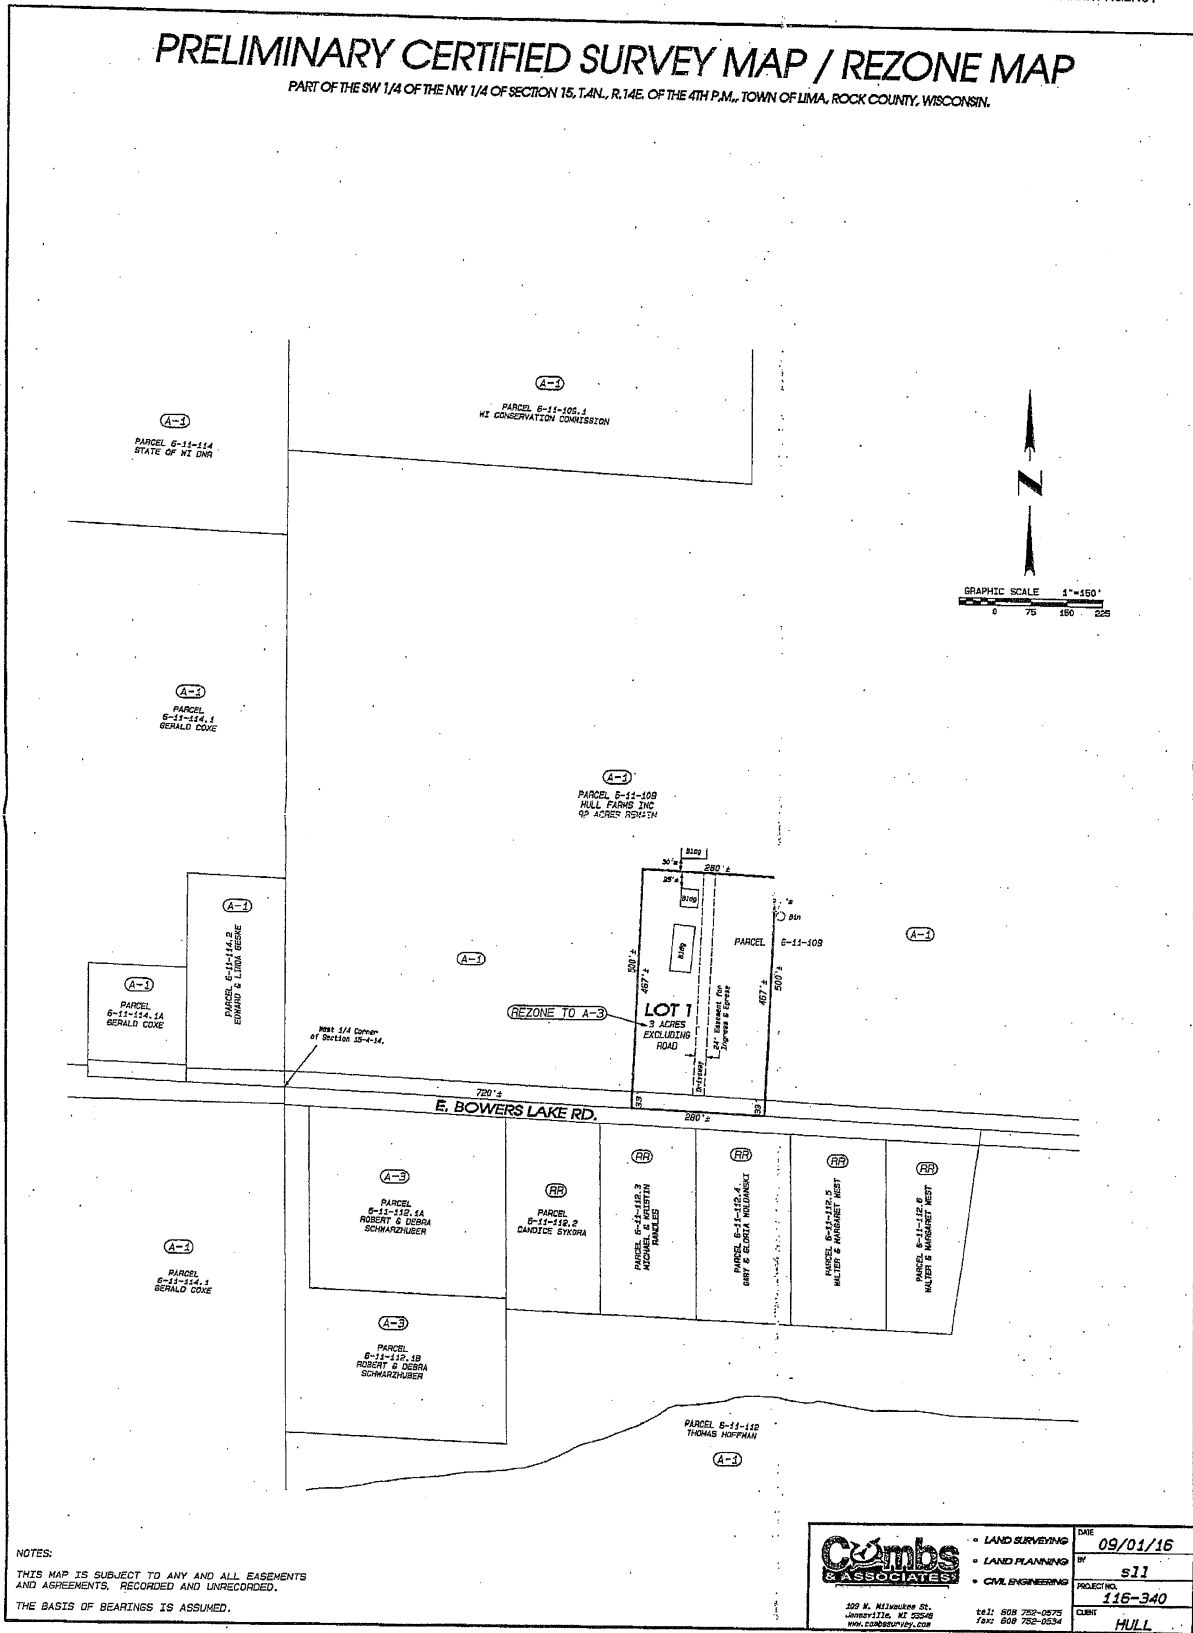 PRELIMINARY CERTIFIED SURVEY MAP / REZONE MAP
PART OF THE SW 1/4 OF THE NW 1/4 OF SECTION 15, T.4N., R.14E. OF THE 4TH P.M., TOWN OF LIMA, ROCK COUNTY, WISCONSIN.
A-1
PARCEL 6-11-105.1
WI CONSERVATION COMMISSION
A-1
PARCEL 6-11-114
STATE OF WI DNR
N
GRAPHIC SCALE 1"=150'
0 75 150 225
A-1
PARCEL
6-11-114.1
GERALD COXE
A-1
PARCEL 6-11-109
HULL FARMS INC
92 ACRES REMAIN
Bldg
30'±
280'±
25'±
Bldg
Bldg
Bin
PARCEL 6-11-109
A-1
A-1
A-1
PARCEL 6-11-114.2
EDWARD & LINDA GESKE
A-1
PARCEL
6-11-114.1A
GERALD COXE
500'±
467'±
467'±
500'±
REZONE TO A-3
LOT 1
3 ACRES
EXCLUDING
ROAD
24' Easement for
Ingress & Egress
Driveway
West 1/4 Corner
of Section 15-4-14.
33'
33'
720'±
E. BOWERS LAKE RD.
280'±
A-3
PARCEL
6-11-112.1A
ROBERT & DEBRA
SCHWARZHUBER
RR
PARCEL
6-11-112.2
CANDICE SYKORA
RR
PARCEL 6-11-112.3
MICHAEL & KRISTIN
RANDLES
RR
PARCEL 6-11-112.4
GARY & GLORIA MOLDANSKI
RR
PARCEL 6-11-112.5
WALTER & MARGARET WEST
RR
PARCEL 6-11-112.6
WALTER & MARGARET WEST
A-1
PARCEL
6-11-114.1
GERALD COXE
A-3
PARCEL
6-11-112.1B
ROBERT & DEBRA
SCHWARZHUBER
PARCEL 6-11-112
THOMAS HOFFMAN
A-1
NOTES:
THIS MAP IS SUBJECT TO ANY AND ALL EASEMENTS
AND AGREEMENTS, RECORDED AND UNRECORDED.
THE BASIS OF BEARINGS IS ASSUMED.
Combs
& ASSOCIATES
• LAND SURVEYING
• LAND PLANNING
• CIVIL ENGINEERING
109 W. Milwaukee St.
Janesville, WI 53548
www.combssurvey.com
tel: 608 752-0575
fax: 608 752-0534
DATE
09/01/16
BY
sll
PROJECT NO.
116-340
CLIENT
HULL